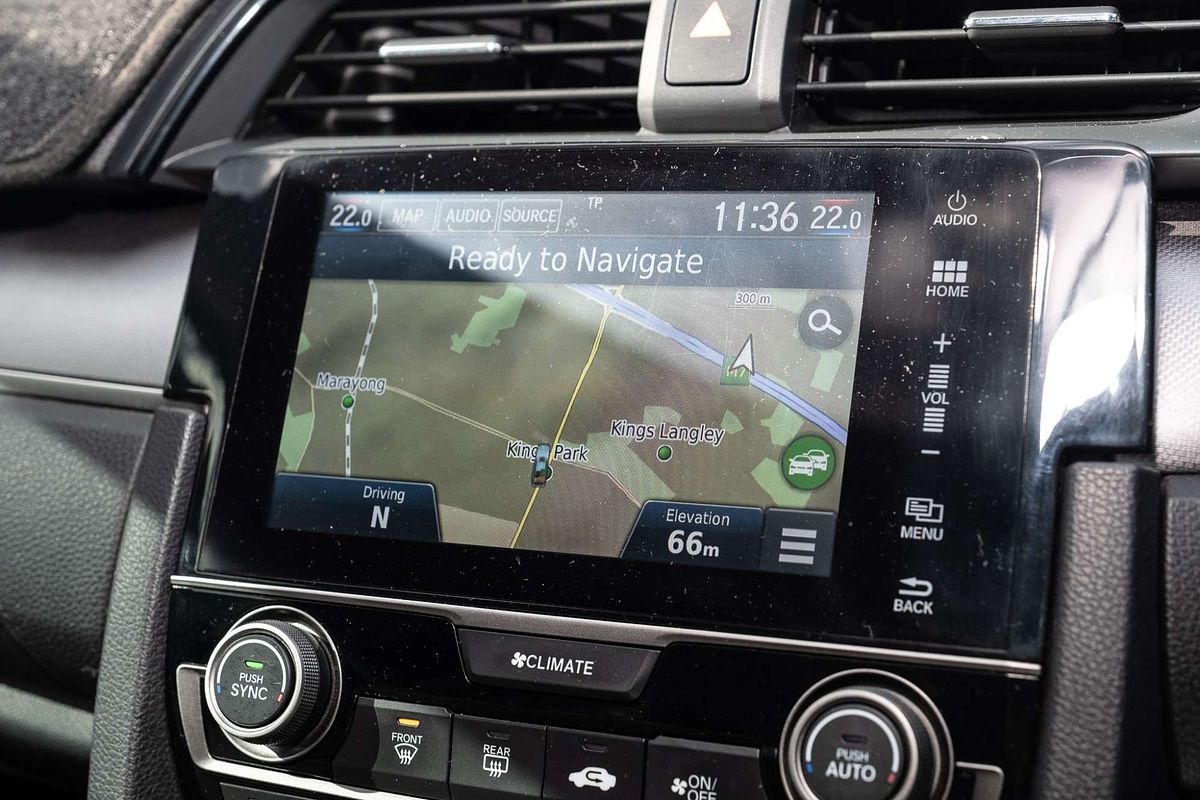 22.0 MAP AUDIO SOURCE TP 11:36 22.0
Ready to Navigate
300 m
Marayong
M7
Kings Langley
Kings Park
Driving
N
Elevation
66m
AUDIO
HOME
+
VOL
−
MENU
BACK
CLIMATE
PUSH
SYNC
FRONT
REAR
ON/
OFF
PUSH
AUTO